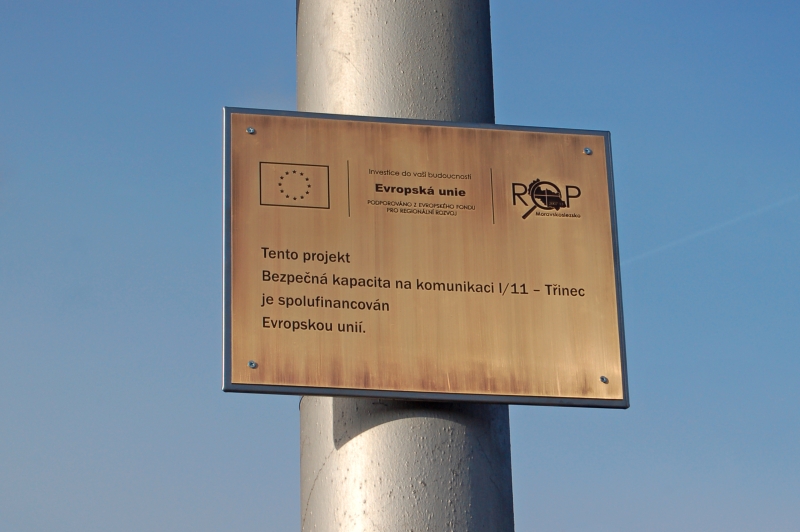 Investice do vaší budoucnosti
Evropská unie
PODPOROVÁNO Z EVROPSKÉHO FONDU
PRO REGIONÁLNÍ ROZVOJ
ROP
Moravskoslezsko
Tento projekt
Bezpečná kapacita na komunikaci I/11 – Třinec
je spolufinancován
Evropskou unií.